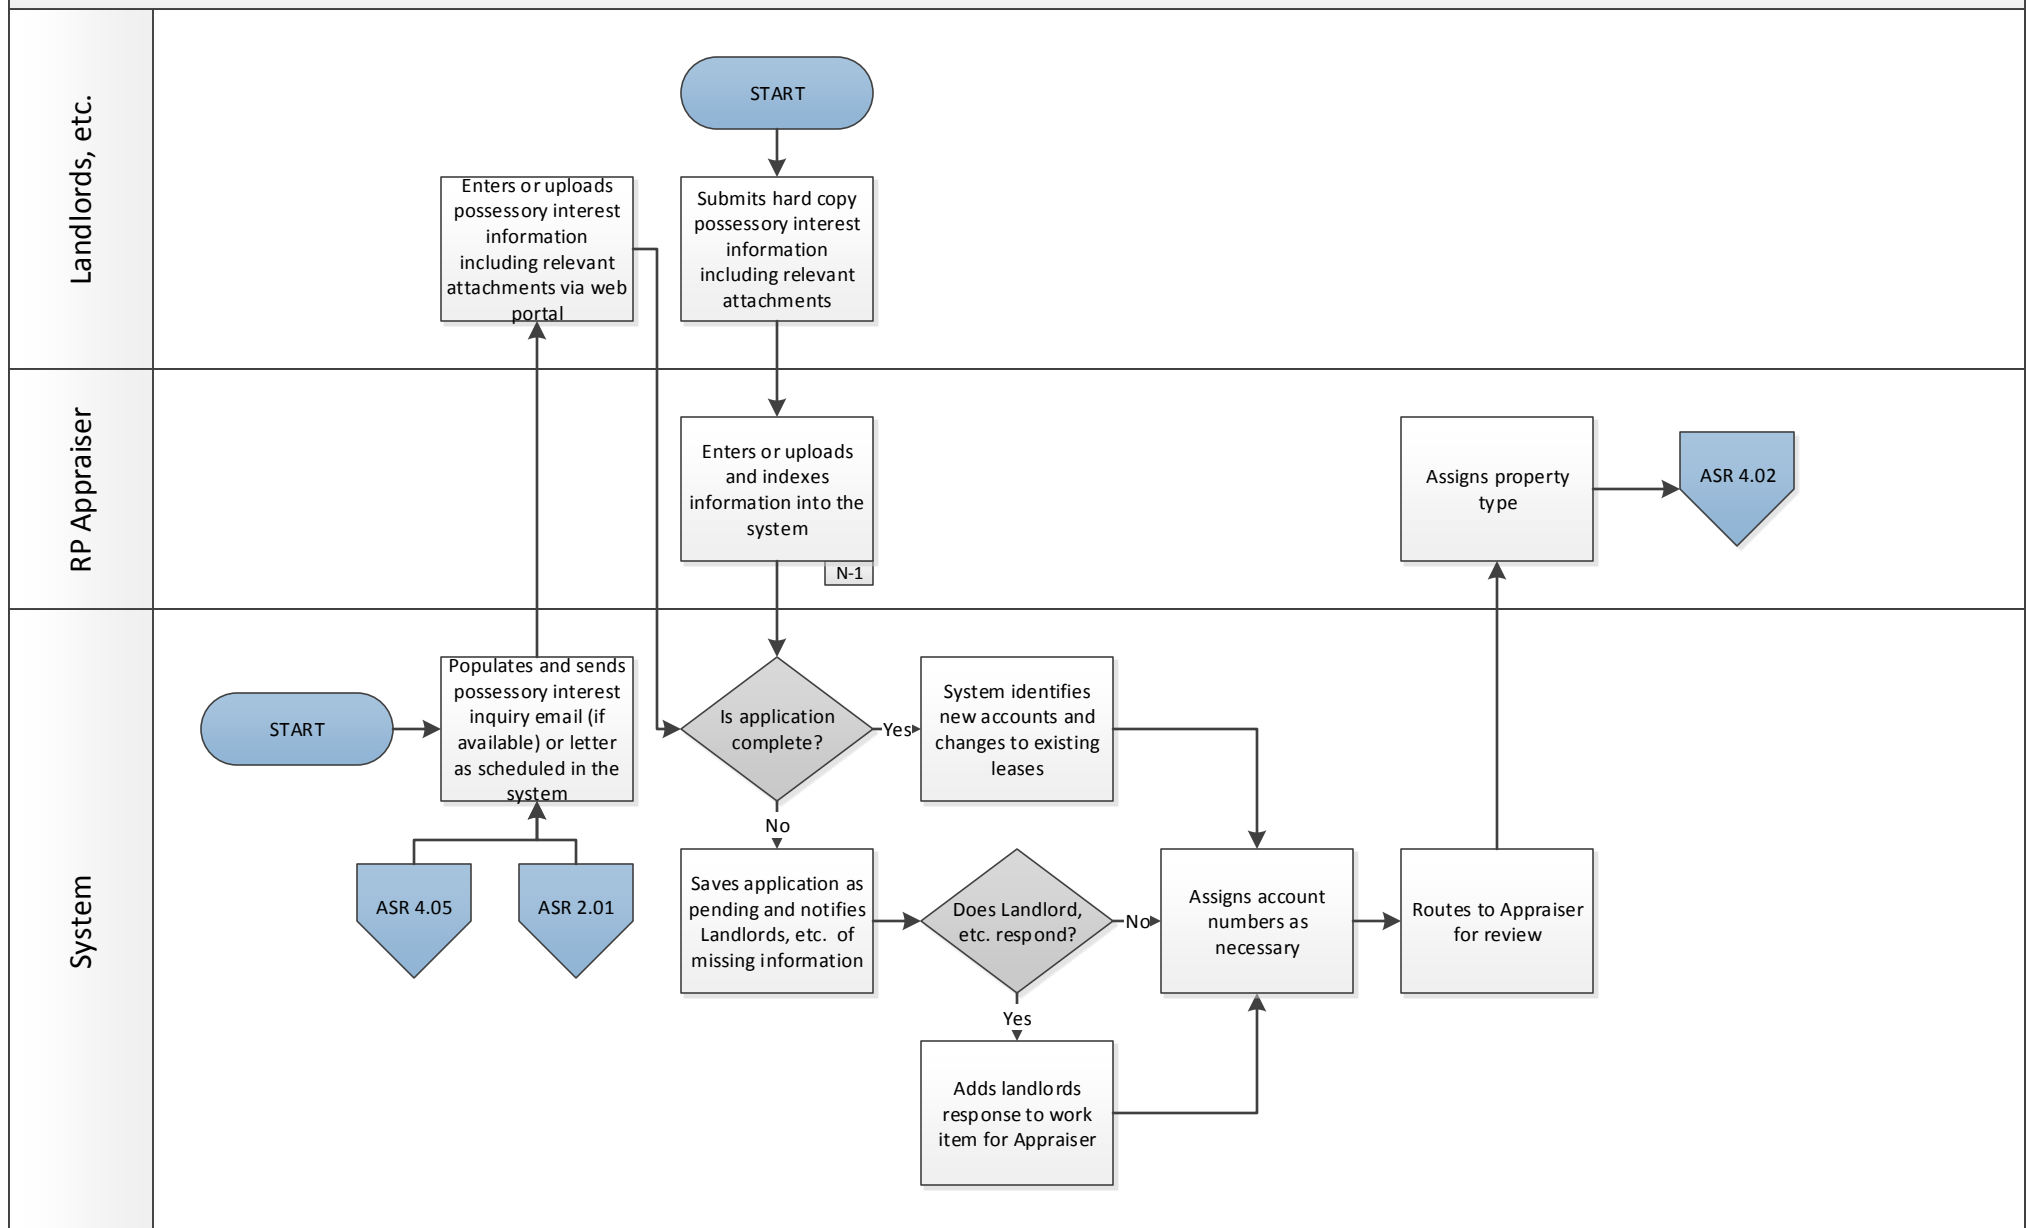 Landlords, etc.
START
Enters or uploads
possessory interest
information
including relevant
attachments via web
portal
Submits hard copy
possessory interest
information
including relevant
attachments
RP Appraiser
Enters or uploads
and indexes
information into the
system
N-1
Assigns property
type
ASR 4.02
System
START
Populates and sends
possessory interest
inquiry email (if
available) or letter
as scheduled in the
system
ASR 4.05
ASR 2.01
Is application
complete?
Yes
System identifies
new accounts and
changes to existing
leases
No
Saves application as
pending and notifies
Landlords, etc. of
missing information
Does Landlord,
etc. respond?
No
Assigns account
numbers as
necessary
Routes to Appraiser
for review
Yes
Adds landlords
response to work
item for Appraiser